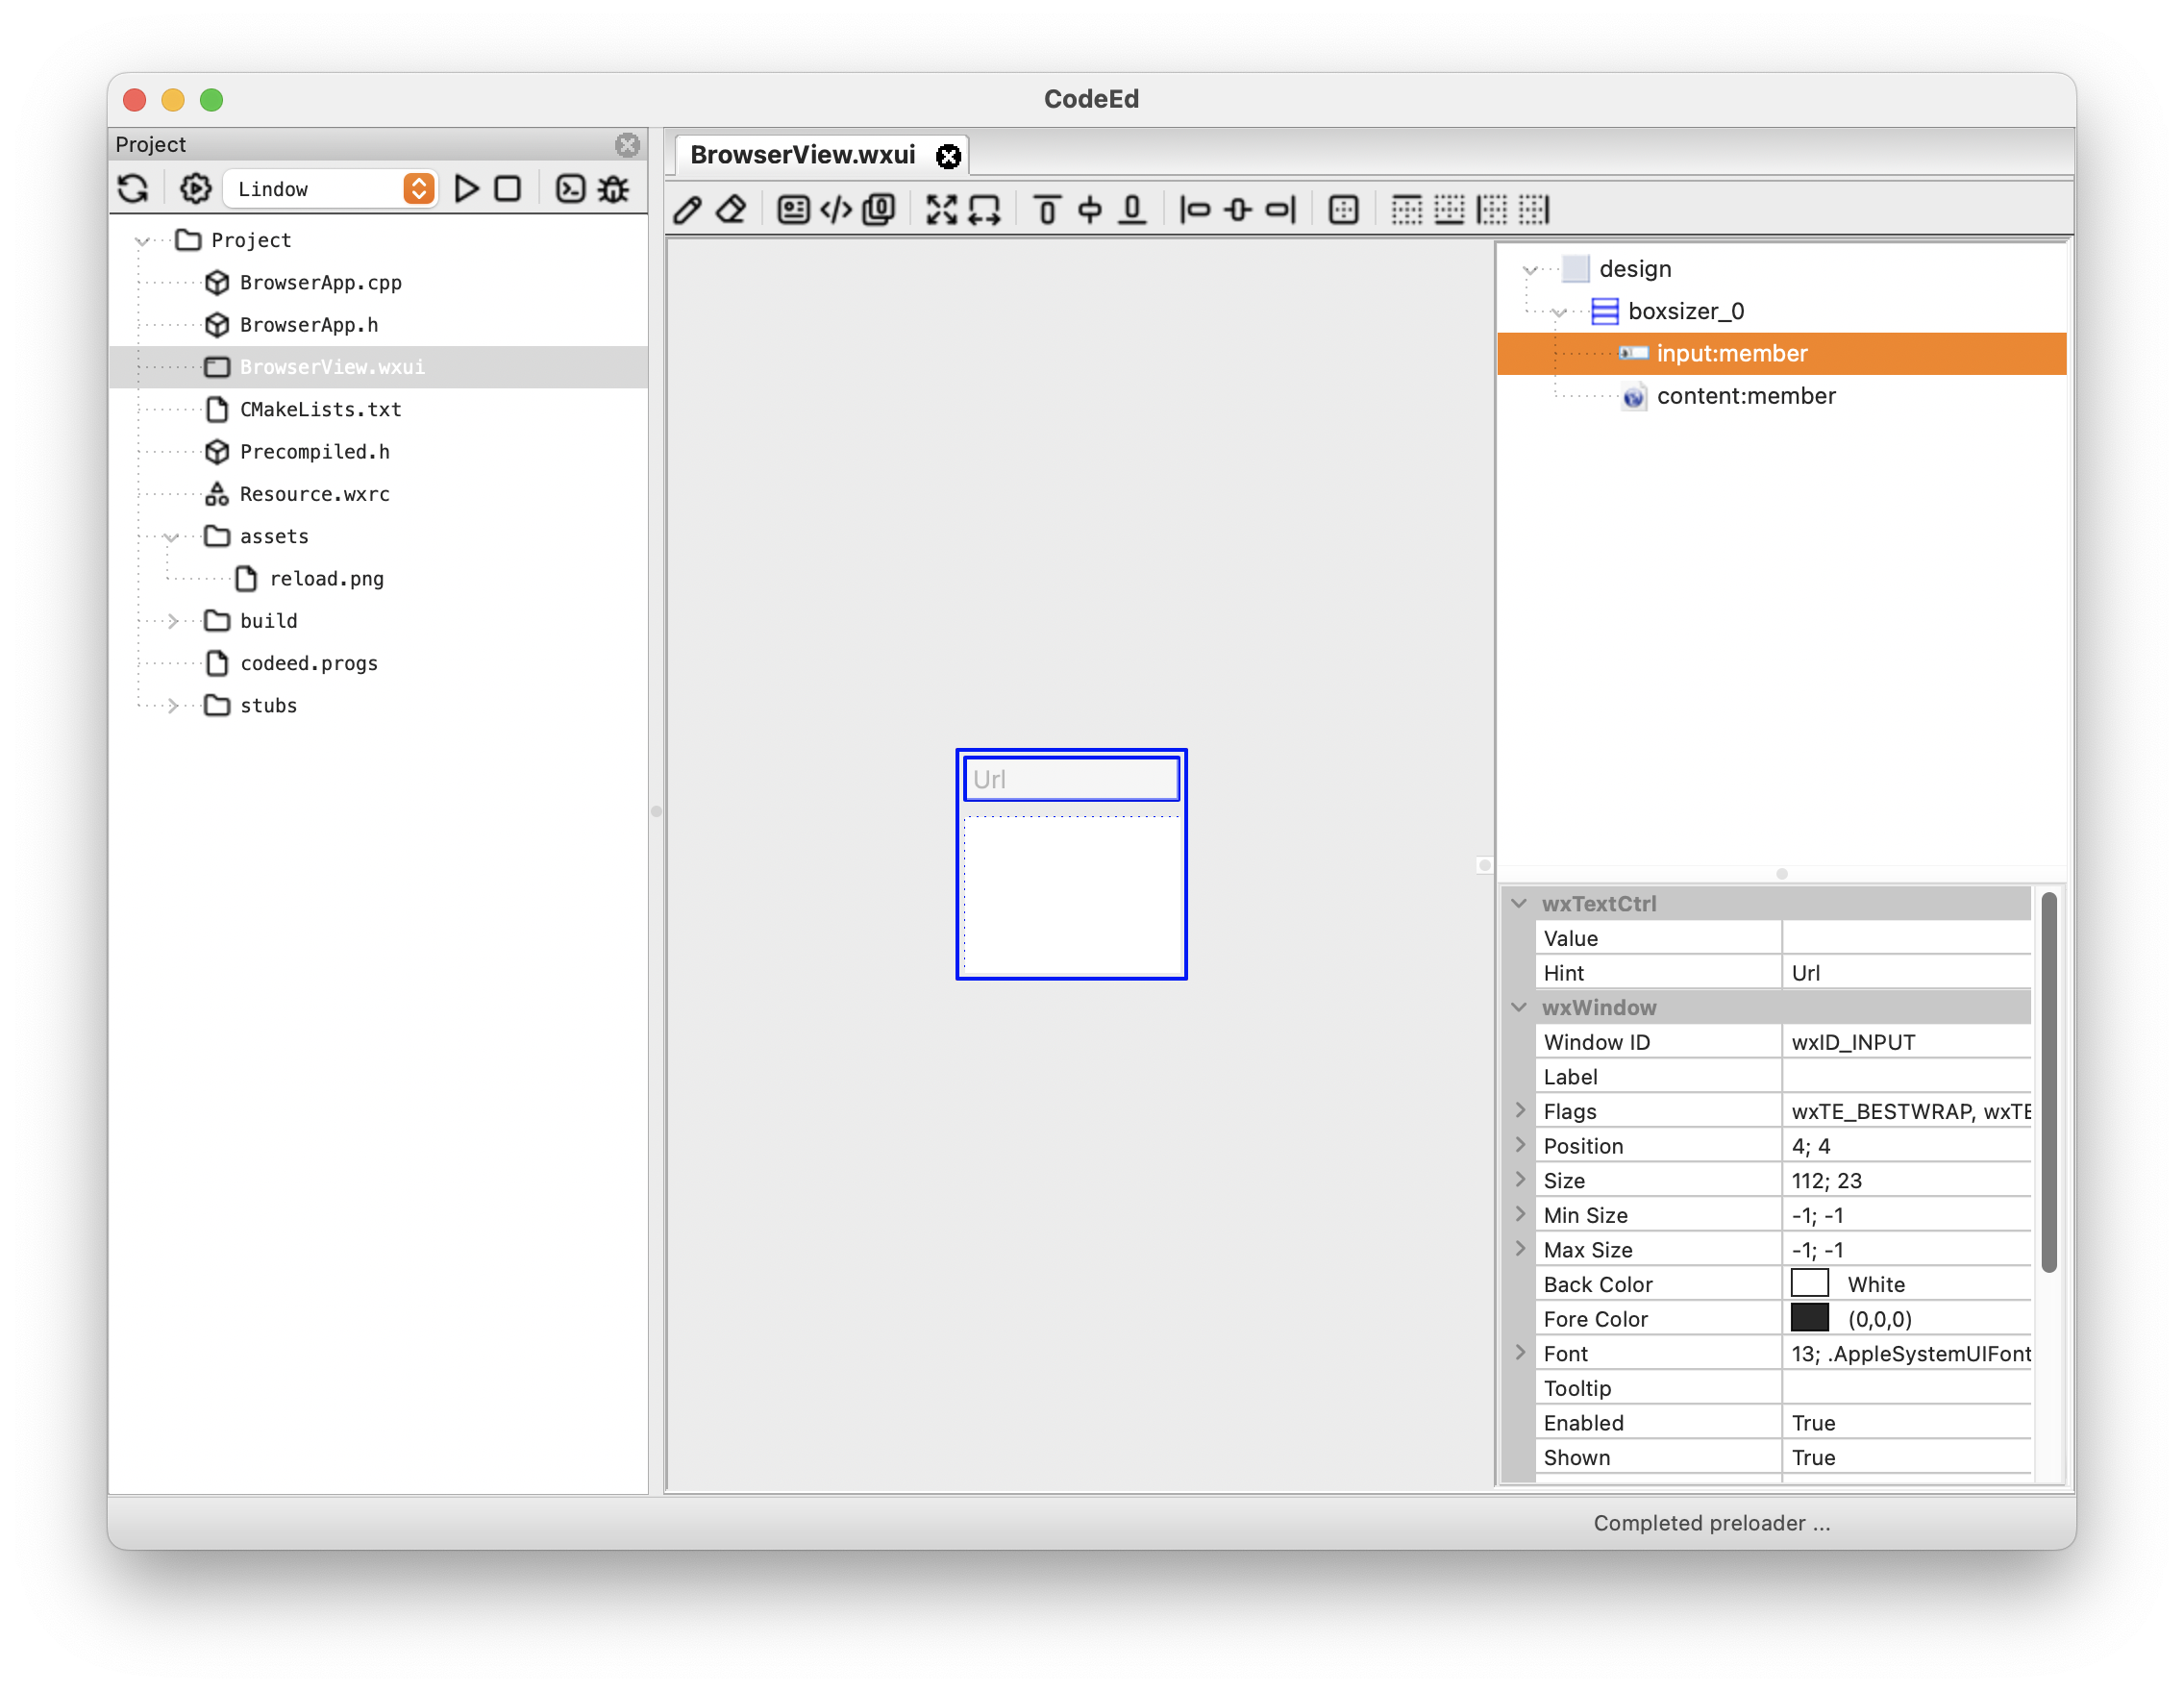 CodeEd
Project
Lindow
Project
BrowserApp.cpp
BrowserApp.h
BrowserView.wxui
CMakeLists.txt
Precompiled.h
Resource.wxrc
assets
reload.png
build
codeed.progs
stubs
BrowserView.wxui
Url
design
boxsizer_0
input:member
content:member
wxTextCtrl
Value
Hint Url
wxWindow
Window ID wxID_INPUT
Label
Flags wxTE_BESTWRAP, wxTE
Position 4; 4
Size 112; 23
Min Size -1; -1
Max Size -1; -1
Back Color White
Fore Color (0,0,0)
Font 13; .AppleSystemUIFont
Tooltip
Enabled True
Shown True
Completed preloader ...